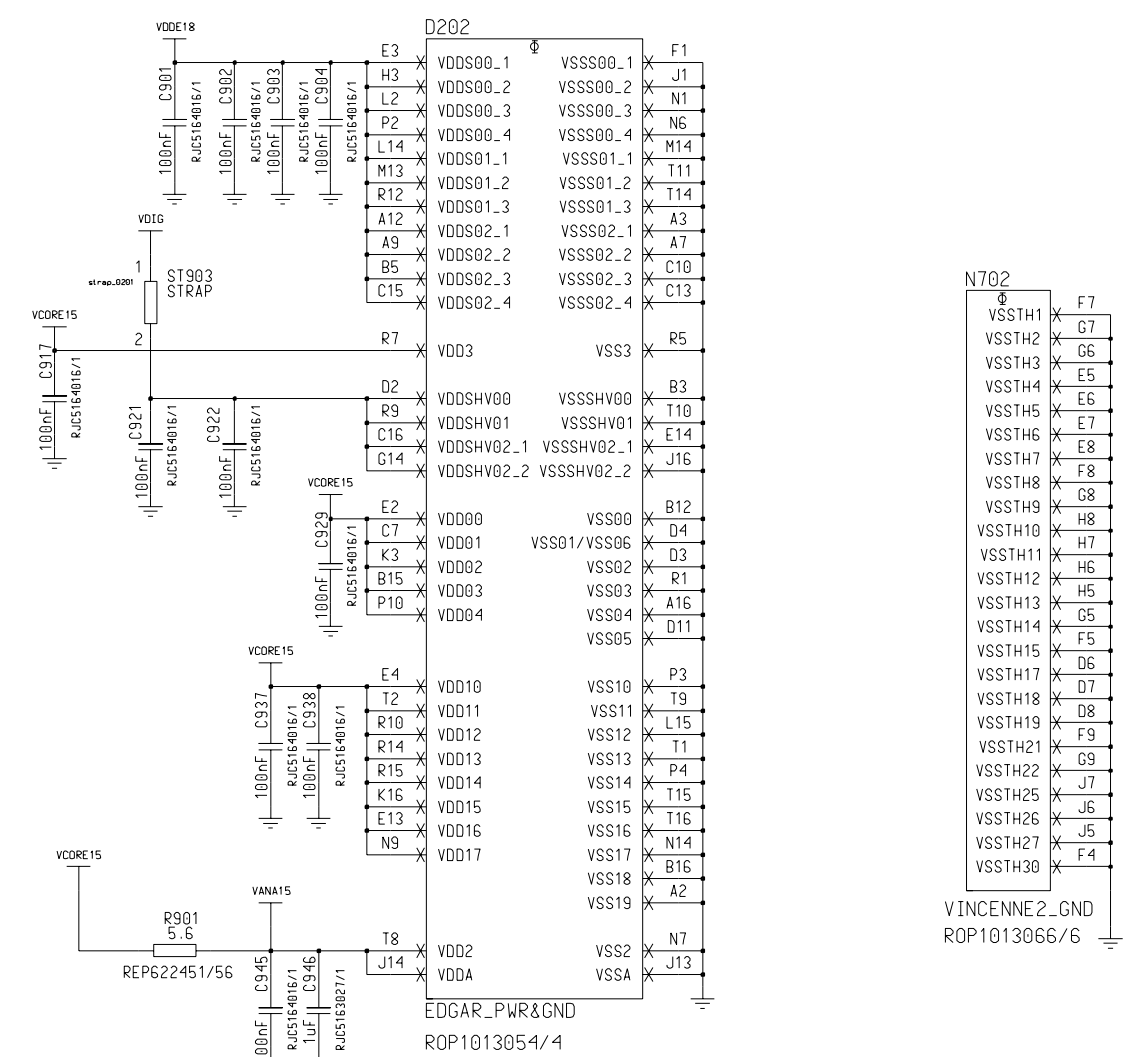 VDDE18
C901
100nF
RJC5164016/1
C902
100nF
RJC5164016/1
C903
100nF
RJC5164016/1
C904
100nF
RJC5164016/1
VDIG
1
strap_0201
ST903
STRAP
2
VCORE15
C917
100nF
RJC5164016/1
C921
100nF
RJC5164016/1
C922
100nF
RJC5164016/1
VCORE15
C929
100nF
RJC5164016/1
VCORE15
C937
100nF
RJC5164016/1
C938
100nF
RJC5164016/1
VCORE15
R901
5.6
REP622451/56
VANA15
C945
00nF
RJC5164016/1
C946
1uF
RJC5163027/1
D202
E3 VDDS00_1 VSSS00_1 F1
H3 VDDS00_2 VSSS00_2 J1
L2 VDDS00_3 VSSS00_3 N1
P2 VDDS00_4 VSSS00_4 N6
L14 VDDS01_1 VSSS01_1 M14
M13 VDDS01_2 VSSS01_2 T11
R12 VDDS01_3 VSSS01_3 T14
A12 VDDS02_1 VSSS02_1 A3
A9 VDDS02_2 VSSS02_2 A7
B5 VDDS02_3 VSSS02_3 C10
C15 VDDS02_4 VSSS02_4 C13
R7 VDD3 VSS3 R5
D2 VDDSHV00 VSSSHV00 B3
R9 VDDSHV01 VSSSHV01 T10
C16 VDDSHV02_1 VSSSHV02_1 E14
G14 VDDSHV02_2 VSSSHV02_2 J16
E2 VDD00 VSS00 B12
C7 VDD01 VSS01/VSS06 D4
K3 VDD02 VSS02 D3
B15 VDD03 VSS03 R1
P10 VDD04 VSS04 A16
VSS05 D11
E4 VDD10 VSS10 P3
T2 VDD11 VSS11 T9
R10 VDD12 VSS12 L15
R14 VDD13 VSS13 T1
R15 VDD14 VSS14 P4
K16 VDD15 VSS15 T15
E13 VDD16 VSS16 T16
N9 VDD17 VSS17 N14
VSS18 B16
VSS19 A2
T8 VDD2 VSS2 N7
J14 VDDA VSSA J13
EDGAR_PWR&GND
ROP1013054/4
N702
VSSTH1 F7
VSSTH2 G7
VSSTH3 G6
VSSTH4 E5
VSSTH5 E6
VSSTH6 E7
VSSTH7 E8
VSSTH8 F8
VSSTH9 G8
VSSTH10 H8
VSSTH11 H7
VSSTH12 H6
VSSTH13 H5
VSSTH14 G5
VSSTH15 F5
VSSTH17 D6
VSSTH18 D7
VSSTH19 D8
VSSTH21 F9
VSSTH22 G9
VSSTH25 J7
VSSTH26 J6
VSSTH27 J5
VSSTH30 F4
VINCENNE2_GND
ROP1013066/6